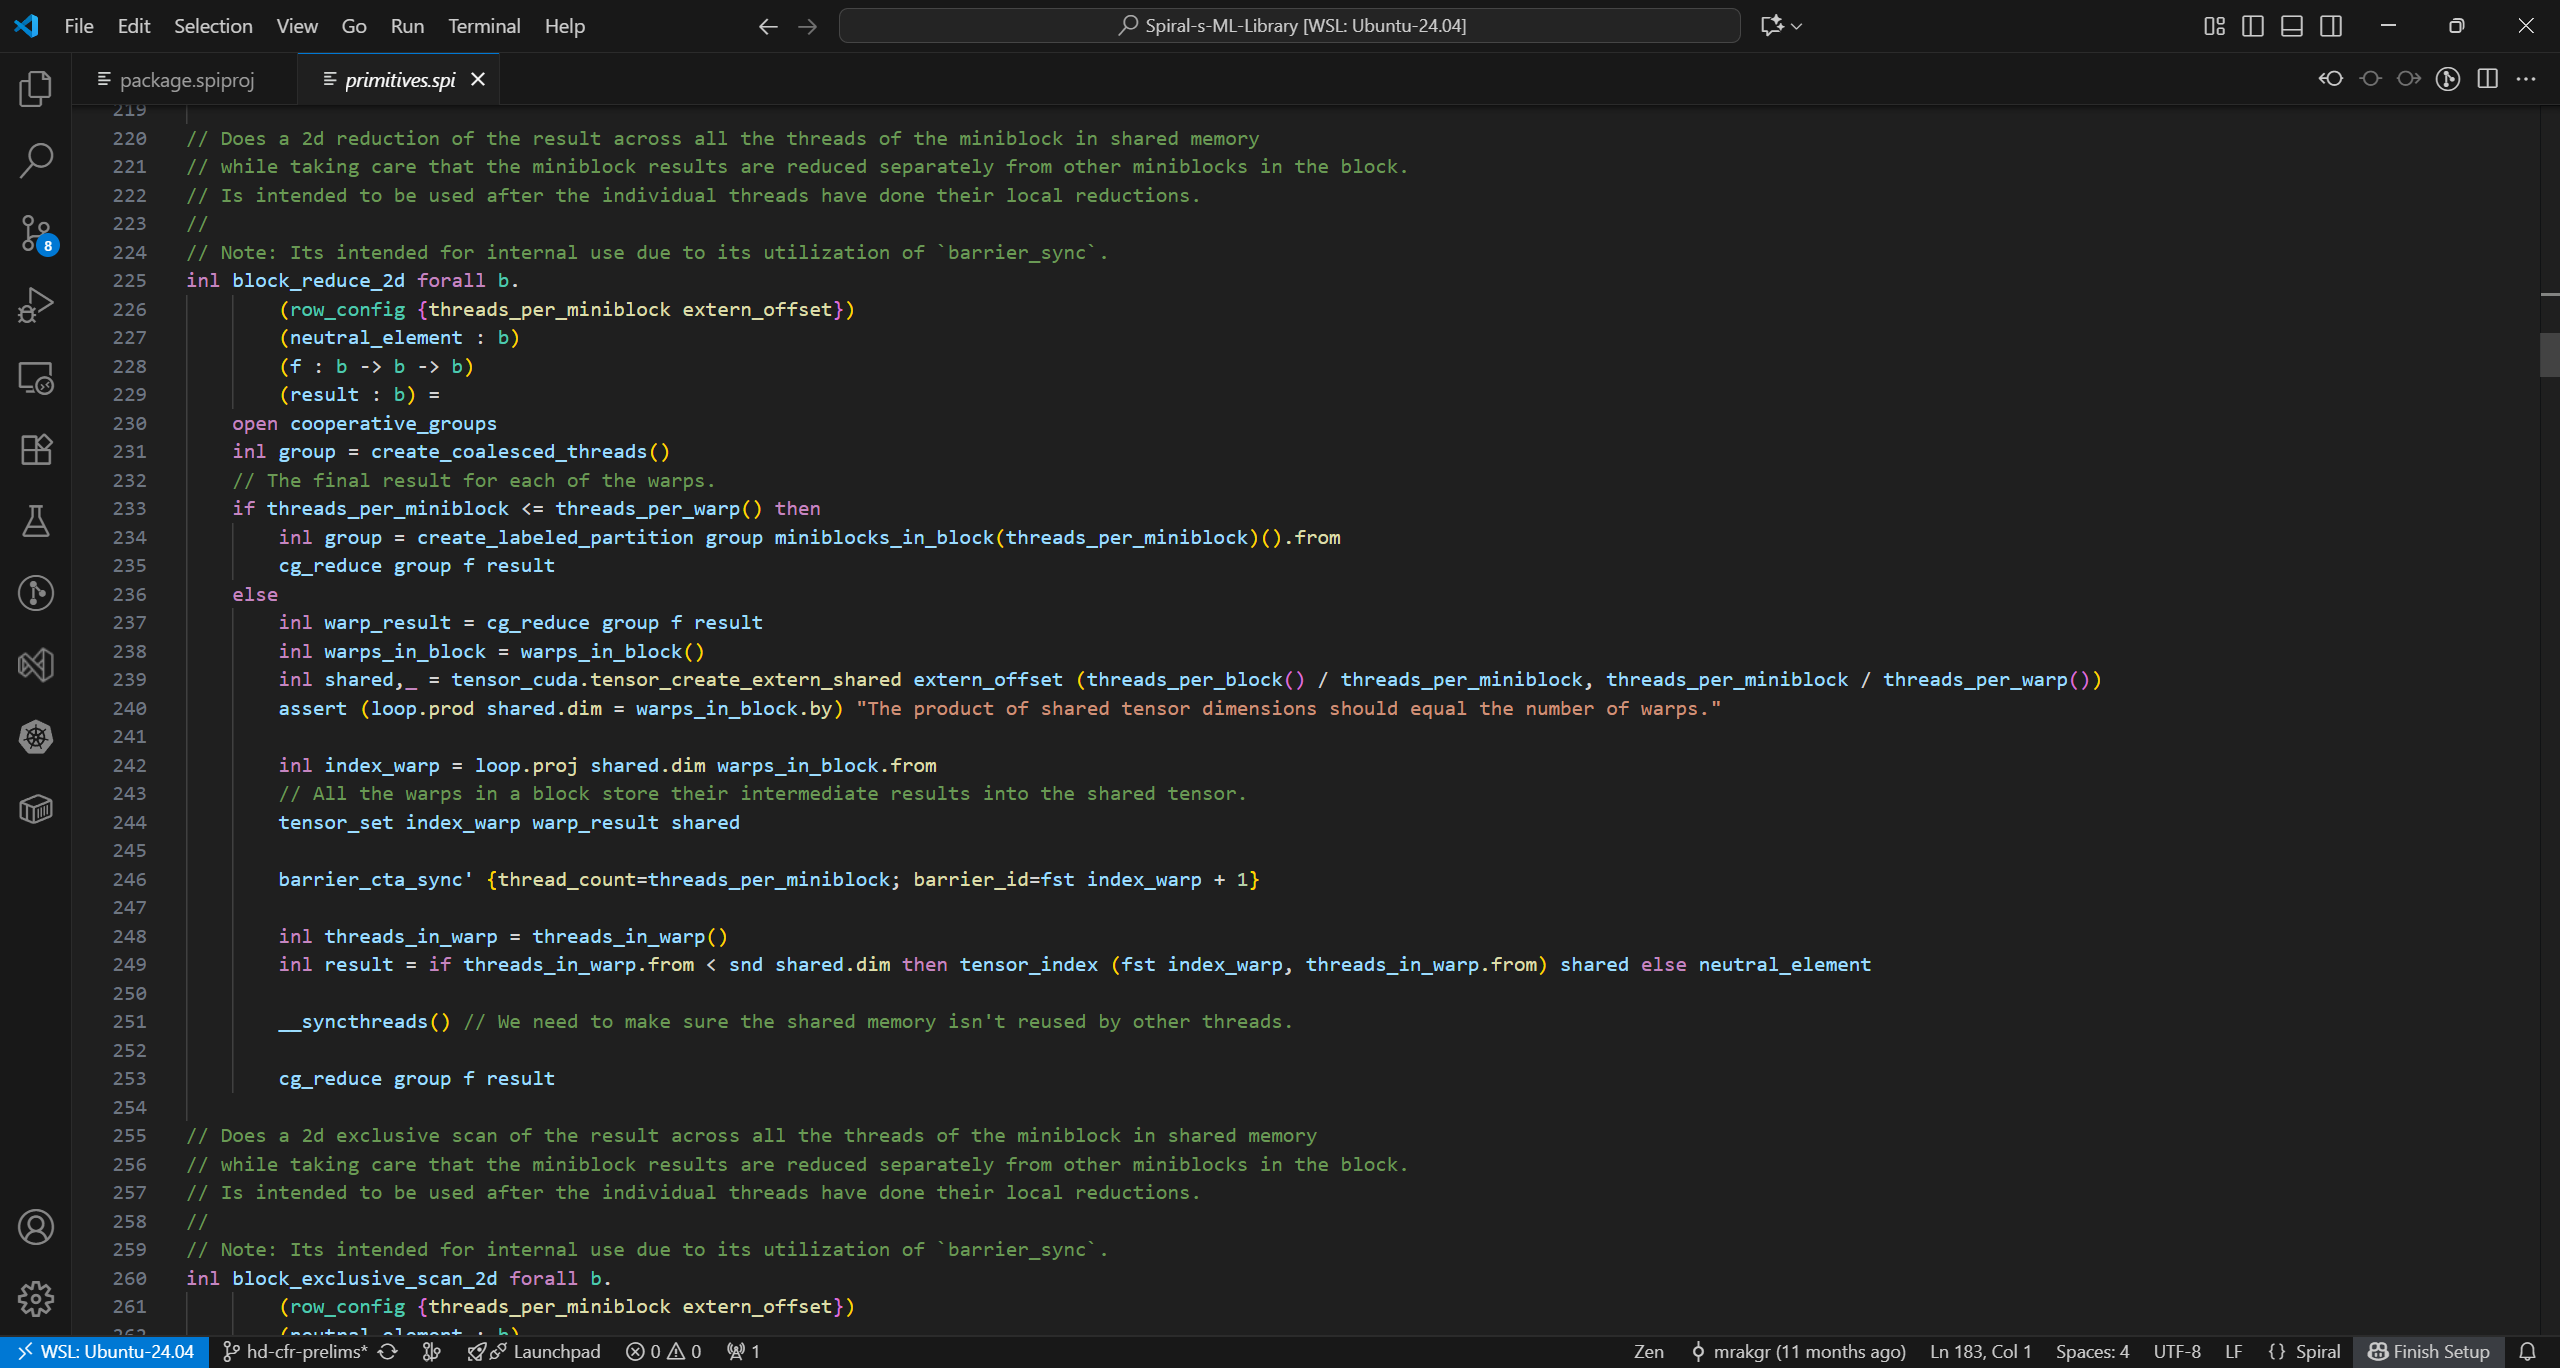 File Edit Selection View Go Run Terminal Help Spiral-s-ML-Library [WSL: Ubuntu-24.04]
package.spiproj primitives.spi
219
220 // Does a 2d reduction of the result across all the threads of the miniblock in shared memory
221 // while taking care that the miniblock results are reduced separately from other miniblocks in the block.
222 // Is intended to be used after the individual threads have done their local reductions.
223 //
224 // Note: Its intended for internal use due to its utilization of `barrier_sync`.
225 inl block_reduce_2d forall b.
226         (row_config {threads_per_miniblock extern_offset})
227         (neutral_element : b)
228         (f : b -> b -> b)
229         (result : b) =
230     open cooperative_groups
231     inl group = create_coalesced_threads()
232     // The final result for each of the warps.
233     if threads_per_miniblock <= threads_per_warp() then
234         inl group = create_labeled_partition group miniblocks_in_block(threads_per_miniblock)().from
235         cg_reduce group f result
236     else
237         inl warp_result = cg_reduce group f result
238         inl warps_in_block = warps_in_block()
239         inl shared,_ = tensor_cuda.tensor_create_extern_shared extern_offset (threads_per_block() / threads_per_miniblock, threads_per_miniblock / threads_per_warp())
240         assert (loop.prod shared.dim = warps_in_block.by) "The product of shared tensor dimensions should equal the number of warps."
241
242         inl index_warp = loop.proj shared.dim warps_in_block.from
243         // All the warps in a block store their intermediate results into the shared tensor.
244         tensor_set index_warp warp_result shared
245
246         barrier_cta_sync' {thread_count=threads_per_miniblock; barrier_id=fst index_warp + 1}
247
248         inl threads_in_warp = threads_in_warp()
249         inl result = if threads_in_warp.from < snd shared.dim then tensor_index (fst index_warp, threads_in_warp.from) shared else neutral_element
250
251         __syncthreads() // We need to make sure the shared memory isn't reused by other threads.
252
253         cg_reduce group f result
254
255 // Does a 2d exclusive scan of the result across all the threads of the miniblock in shared memory
256 // while taking care that the miniblock results are reduced separately from other miniblocks in the block.
257 // Is intended to be used after the individual threads have done their local reductions.
258 //
259 // Note: Its intended for internal use due to its utilization of `barrier_sync`.
260 inl block_exclusive_scan_2d forall b.
261         (row_config {threads_per_miniblock extern_offset})
262         (neutral_element : b)
8
WSL: Ubuntu-24.04 hd-cfr-prelims* Launchpad 0 0 1 Zen mrakgr (11 months ago) Ln 183, Col 1 Spaces: 4 UTF-8 LF {} Spiral Finish Setup